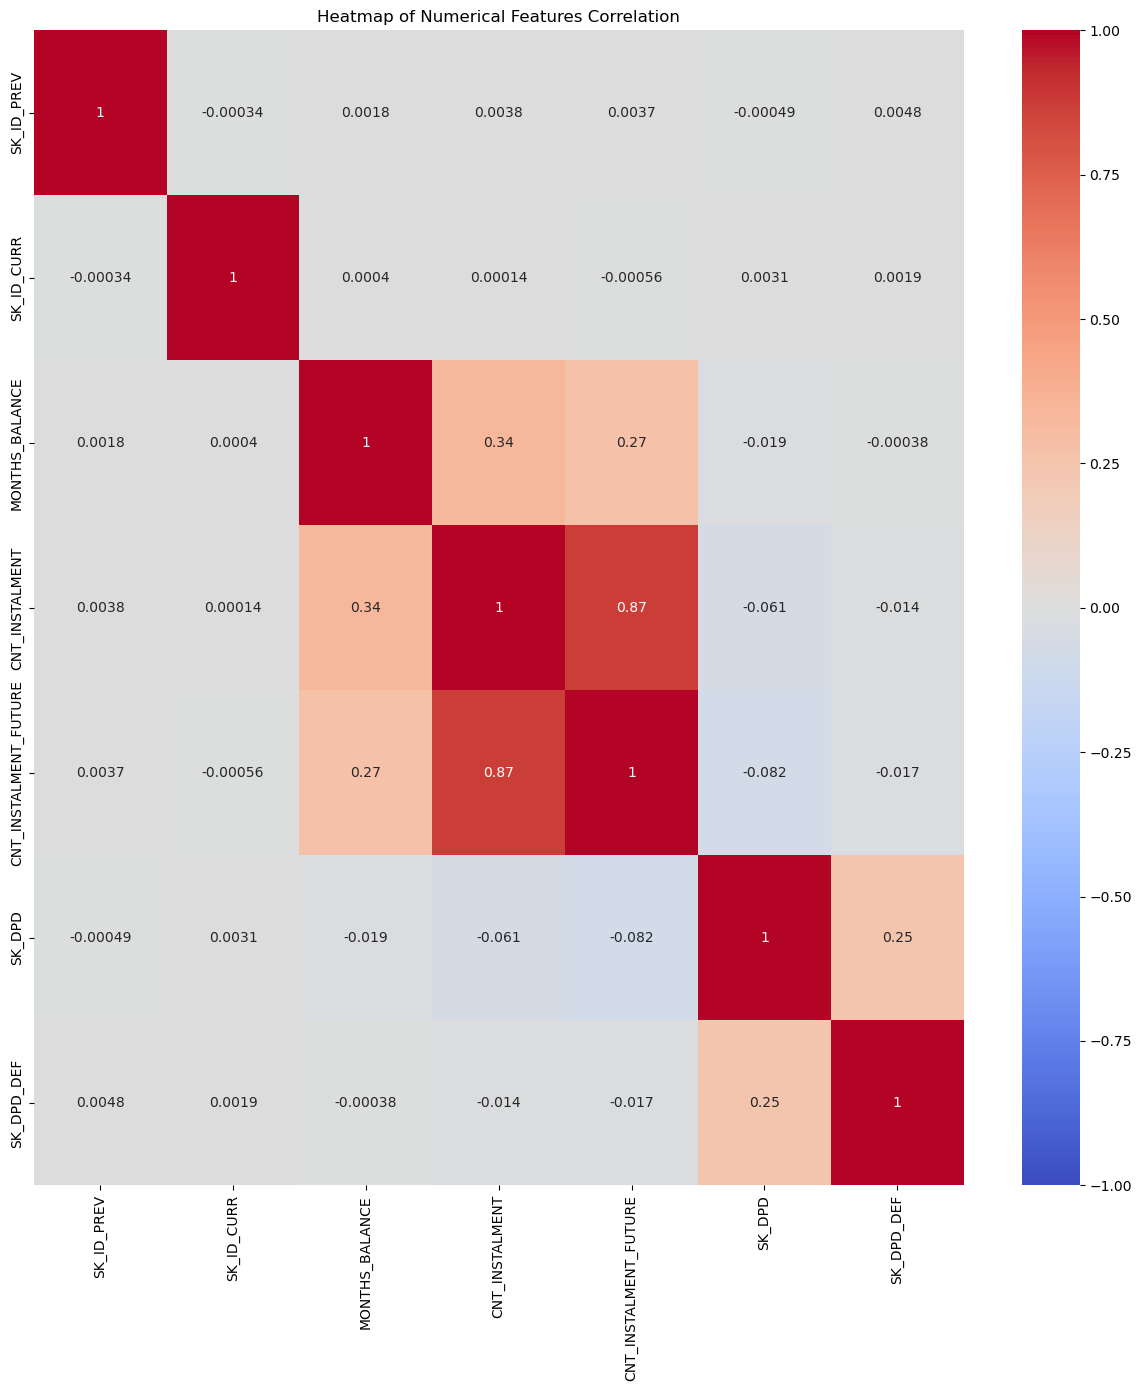 Heatmap of Numerical Features Correlation
SK_ID_PREV
1 -0.00034 0.0018 0.0038 0.0037 -0.00049 0.0048
SK_ID_CURR
-0.00034 1 0.0004 0.00014 -0.00056 0.0031 0.0019
MONTHS_BALANCE
0.0018 0.0004 1 0.34 0.27 -0.019 -0.00038
CNT_INSTALMENT
0.0038 0.00014 0.34 1 0.87 -0.061 -0.014
CNT_INSTALMENT_FUTURE
0.0037 -0.00056 0.27 0.87 1 -0.082 -0.017
SK_DPD
-0.00049 0.0031 -0.019 -0.061 -0.082 1 0.25
SK_DPD_DEF
0.0048 0.0019 -0.00038 -0.014 -0.017 0.25 1
SK_ID_PREV
SK_ID_CURR
MONTHS_BALANCE
CNT_INSTALMENT
CNT_INSTALMENT_FUTURE
SK_DPD
SK_DPD_DEF
1.00
0.75
0.50
0.25
0.00
−0.25
−0.50
−0.75
−1.00